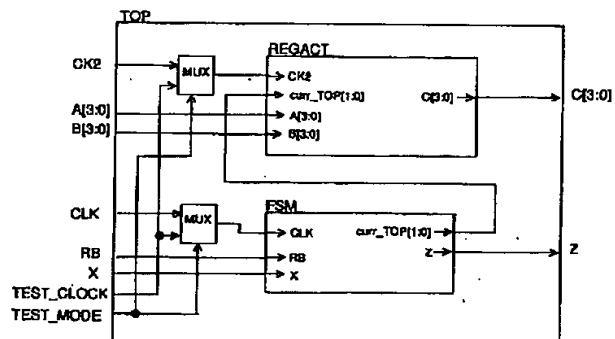 TOP
REGACT
CK2
MUX
CK2
curr_TOP[1:0]
C[3:0]
C[3:0]
A[3:0]
A[3:0]
B[3:0]
B[3:0]
FSM
CLK
MUX
CLK
curr_TOP[1:0]
RB
RB
Z
Z
X
X
TEST_CLOCK
TEST_MODE